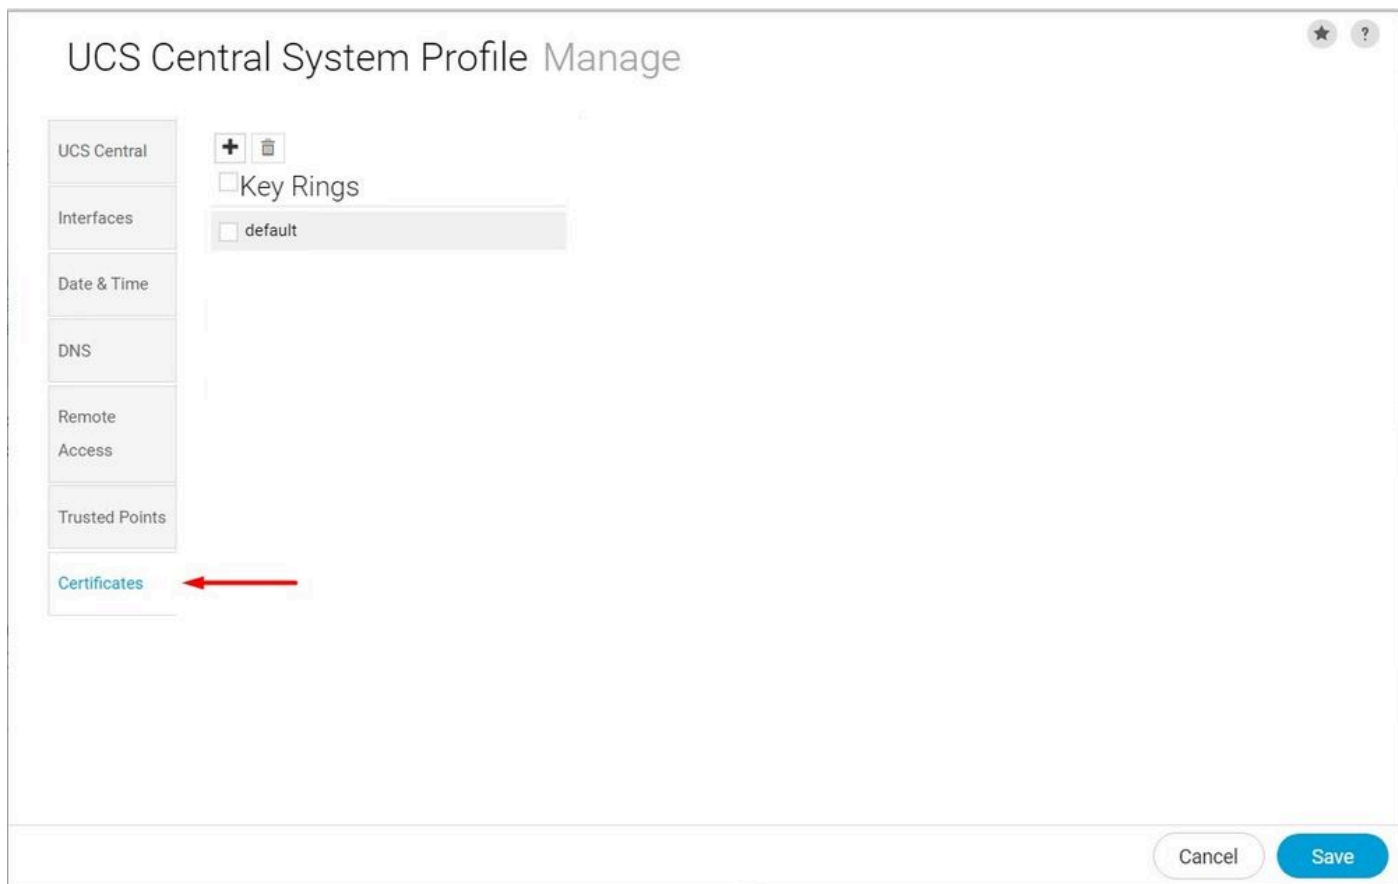 UCS Central System Profile Manage
?
UCS Central
Interfaces
Date & Time
DNS
Remote
Access
Trusted Points
Certificates
Key Rings
default
Cancel
Save